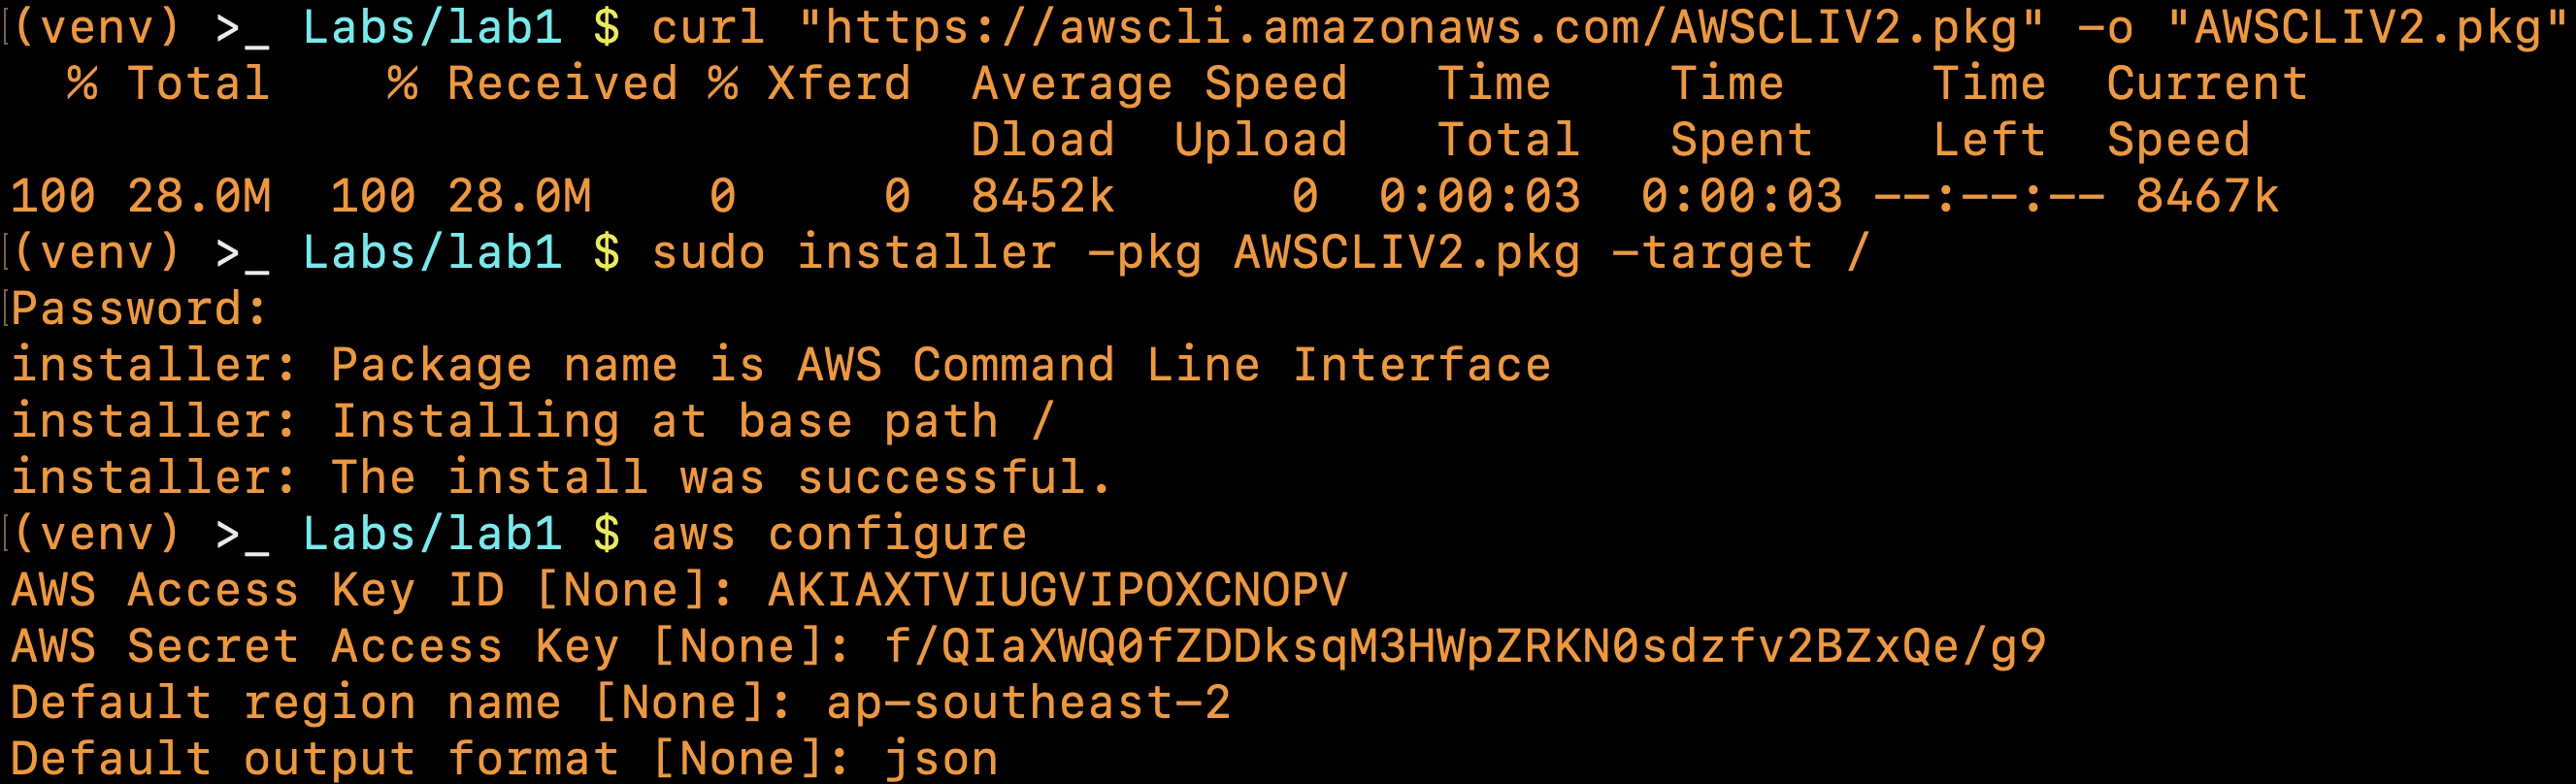 (venv) >_ Labs/lab1 $ curl "https://awscli.amazonaws.com/AWSCLIV2.pkg" -o "AWSCLIV2.pkg"
% Total % Received % Xferd Average Speed Time Time Time Current
Dload Upload Total Spent Left Speed
100 28.0M 100 28.0M 0 0 8452k 0 0:00:03 0:00:03 --:--:-- 8467k
(venv) >_ Labs/lab1 $ sudo installer -pkg AWSCLIV2.pkg -target /
Password:
installer: Package name is AWS Command Line Interface
installer: Installing at base path /
installer: The install was successful.
(venv) >_ Labs/lab1 $ aws configure
AWS Access Key ID [None]: AKIAXTVIUGVIPOXCNOPV
AWS Secret Access Key [None]: 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
Default region name [None]: ap-southeast-2
Default output format [None]: json